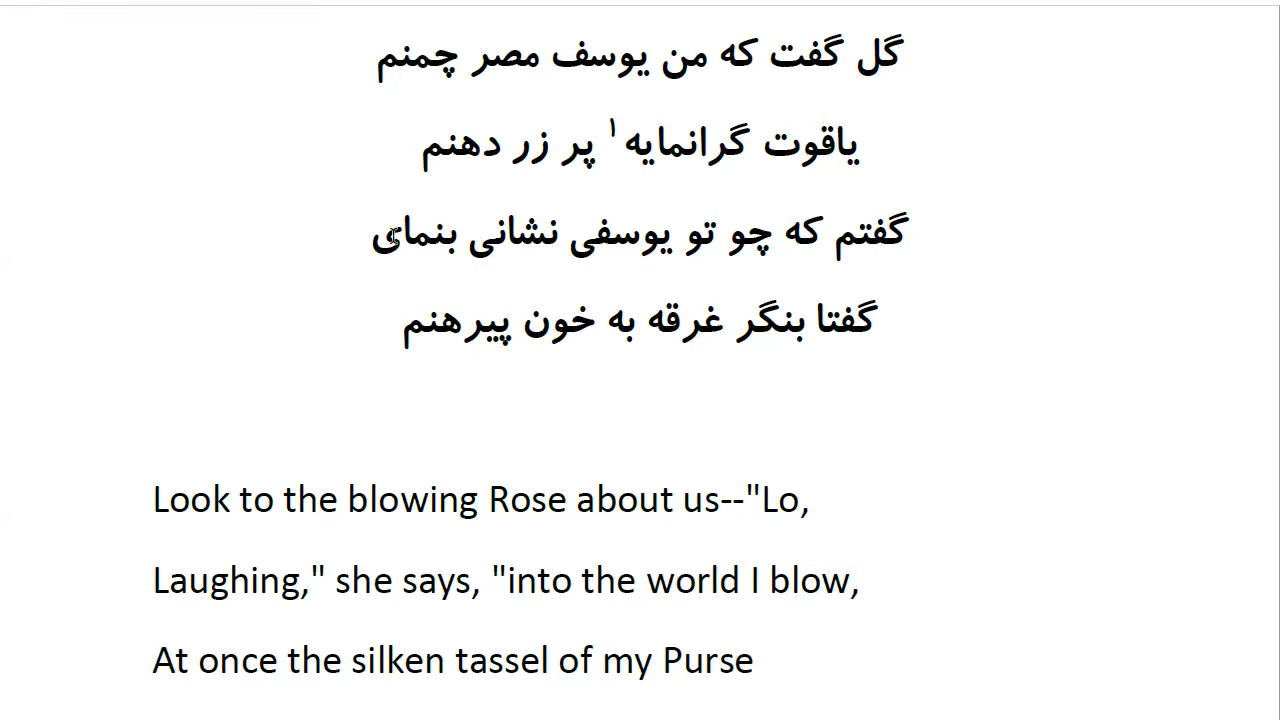 گل گفت که من یوسف مصر چمنم
یاقوت گرانمایه ۱ پر زر دهنم
گفتم که چو تو یوسفی نشانی بنمای
گفتا بنگر غرقه به خون پیرهنم
Look to the blowing Rose about us--"Lo,
Laughing," she says, "into the world I blow,
At once the silken tassel of my Purse